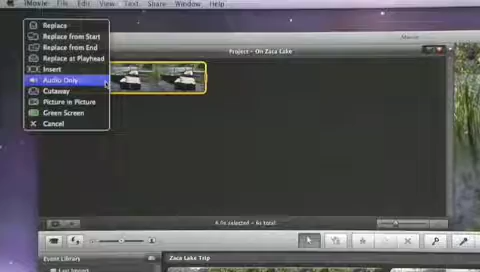 iMovie File Edit View Text Share Window Help
Replace
Replace from Start
Replace from End
Replace at Playhead
Insert
Audio Only
Cutaway
Picture in Picture
Green Screen
Cancel
iMovie
Project - On Zaca Lake
Zaca Lake Trip
Event Library